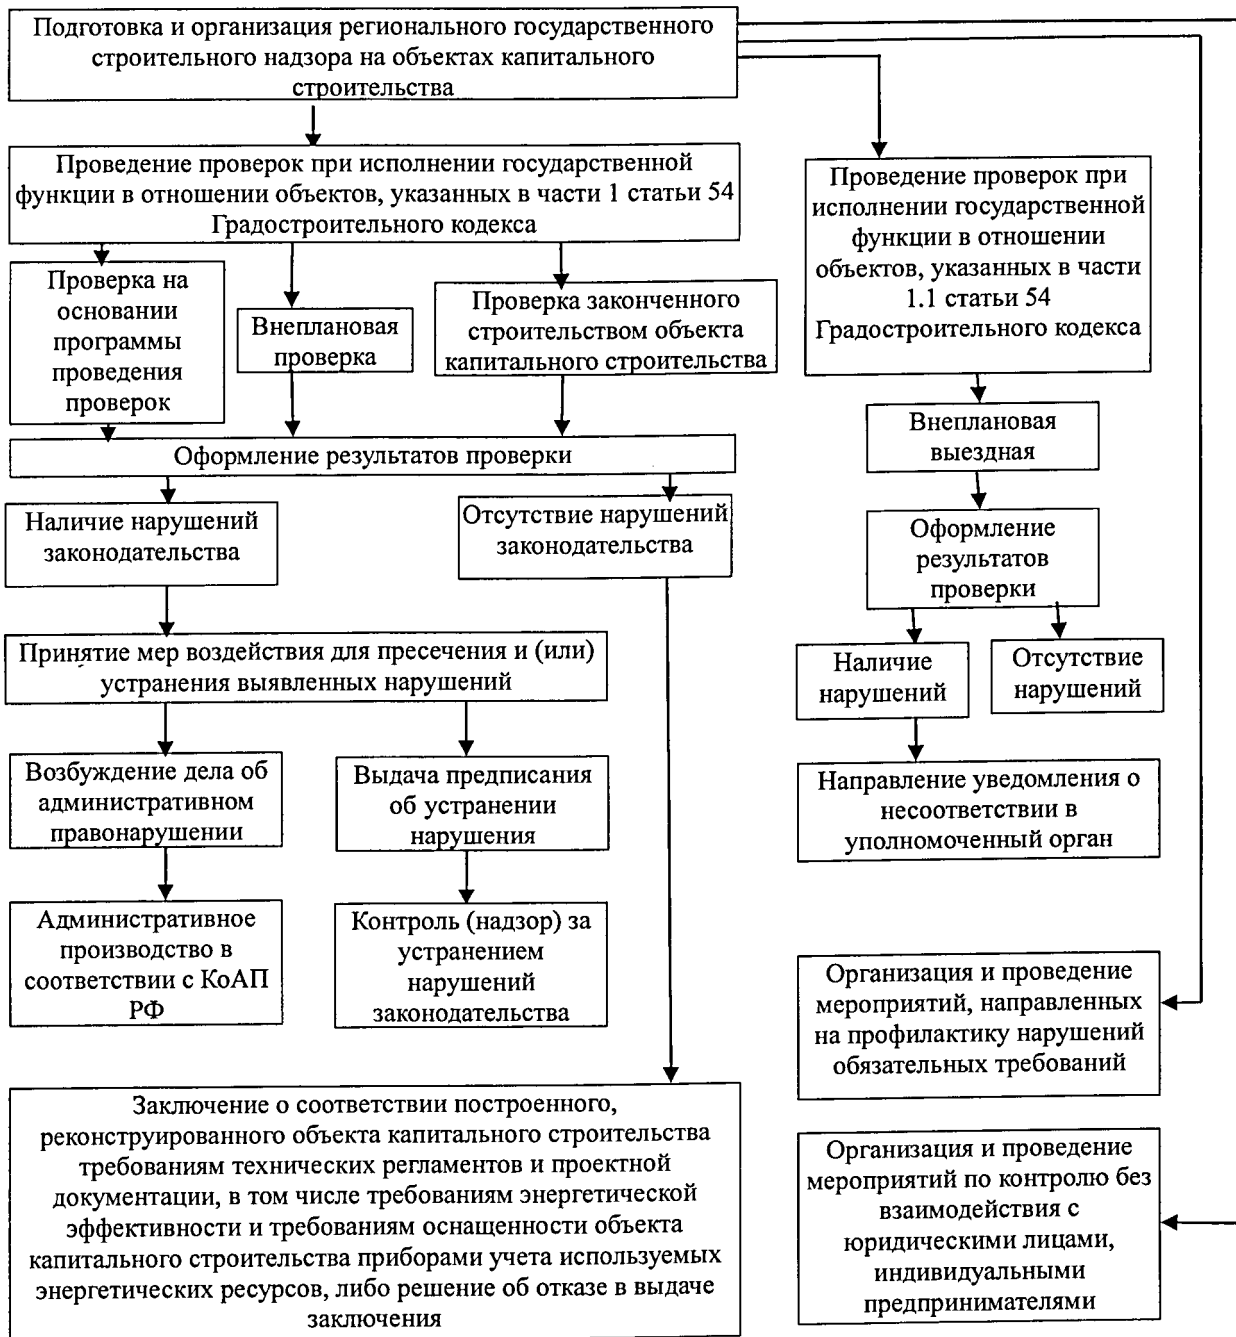 Подготовка и организация регионального государственного
строительного надзора на объектах капитального
строительства
Проведение проверок при исполнении государственной
функции в отношении объектов, указанных в части 1 статьи 54
Градостроительного кодекса
Проверка на
основании
программы
проведения
проверок
Внеплановая
проверка
Проверка законченного
строительством объекта
капитального строительства
Оформление результатов проверки
Наличие нарушений
законодательства
Отсутствие нарушений
законодательства
Принятие мер воздействия для пресечения и (или)
устранения выявленных нарушений
Возбуждение дела об
административном
правонарушении
Выдача предписания
об устранении
нарушения
Административное
производство в
соответствии с КоАП
РФ
Контроль (надзор) за
устранением
нарушений
законодательства
Заключение о соответствии построенного,
реконструированного объекта капитального строительства
требованиям технических регламентов и проектной
документации, в том числе требованиям энергетической
эффективности и требованиям оснащенности объекта
капитального строительства приборами учета используемых
энергетических ресурсов, либо решение об отказе в выдаче
заключения
Проведение проверок при
исполнении государственной
функции в отношении
объектов, указанных в части
1.1 статьи 54
Градостроительного кодекса
Внеплановая
выездная
Оформление
результатов
проверки
Наличие
нарушений
Отсутствие
нарушений
Направление уведомления о
несоответствии в
уполномоченный орган
Организация и проведение
мероприятий, направленных
на профилактику нарушений
обязательных требований
Организация и проведение
мероприятий по контролю без
взаимодействия с
юридическими лицами,
индивидуальными
предпринимателями